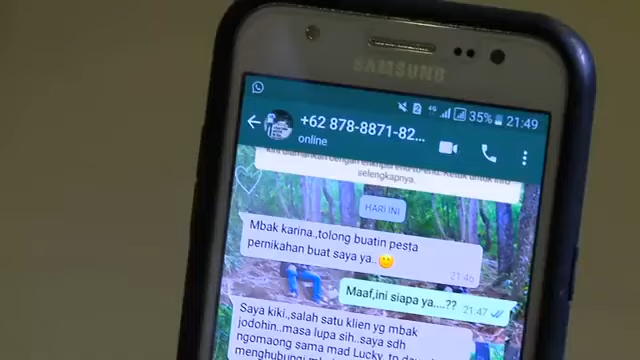 SAMSUNG
4G 35% 21:49
+62 878-8871-82...
online
selengkapnya.
HARI INI
Mbak karina.,tolong buatin pesta
pernikahan buat saya ya.. 🙂
21:46
Maaf,ini siapa ya....?? 21:47
Saya kiki.,salah satu klien yg mbak
jodohin..masa lupa sih..saya sdh
ngomaong sama mad Lucky
menghubungi